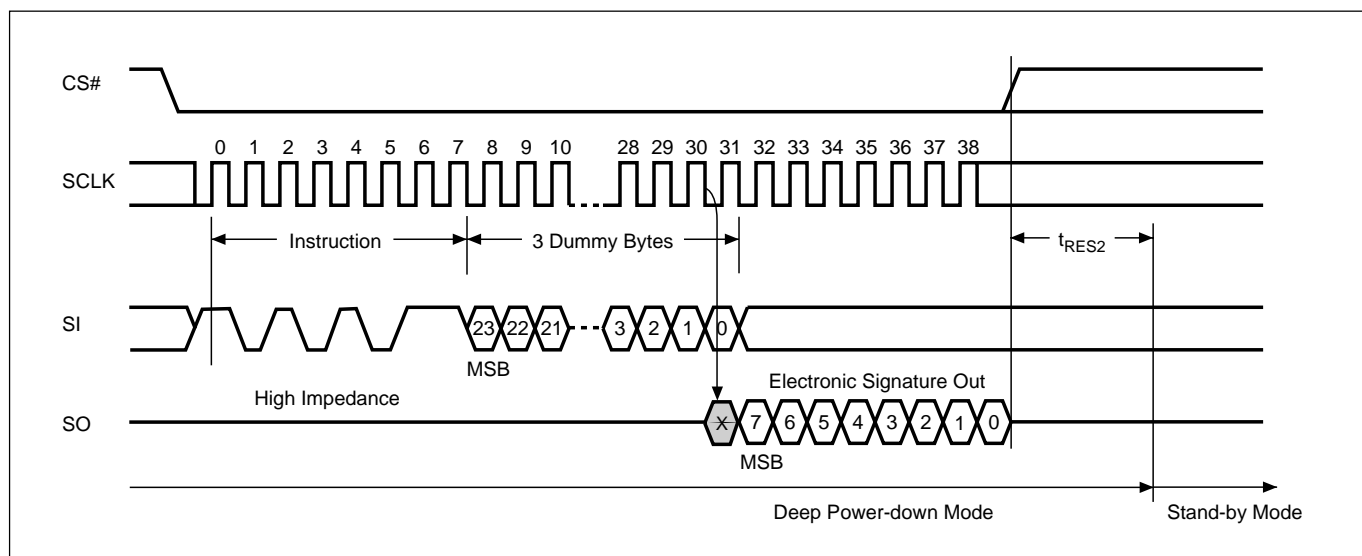 CS#
0 1 2 3 4 5 6 7 8 9 10 28 29 30 31 32 33 34 35 36 37 38
SCLK
Instruction
3 Dummy Bytes
tRES2
SI
23 22 21 3 2 1 0
MSB
High Impedance
Electronic Signature Out
SO
X 7 6 5 4 3 2 1 0
MSB
Deep Power-down Mode
Stand-by Mode